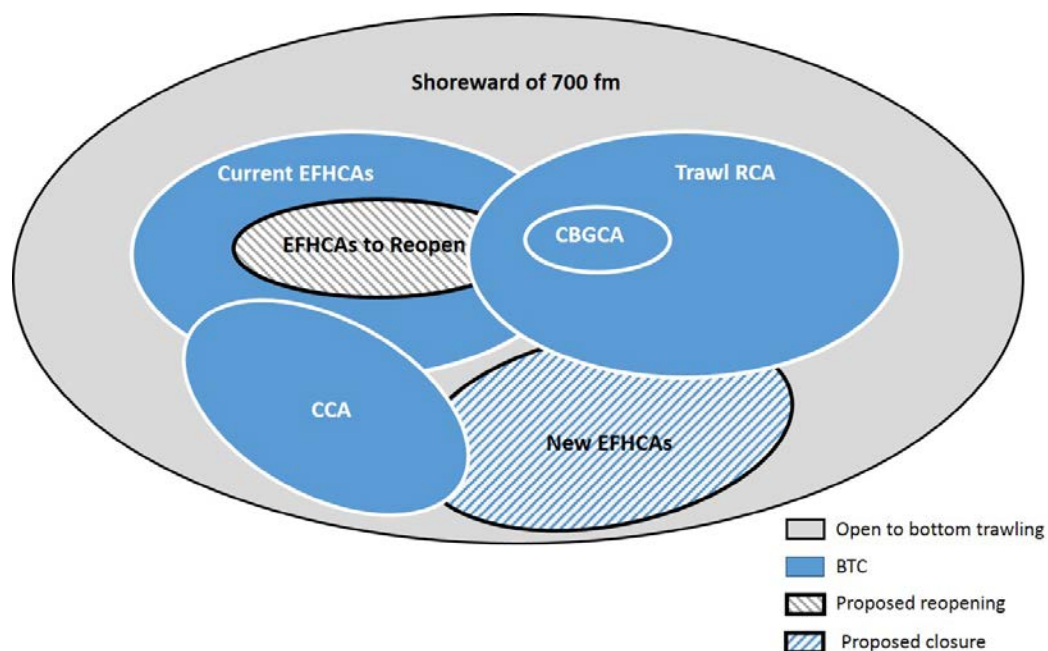 Shoreward of 700 fm
Current EFHCAs
Trawl RCA
EFHCAs to Reopen
CBGCA
CCA
New EFHCAs
Open to bottom trawling
BTC
Proposed reopening
Proposed closure